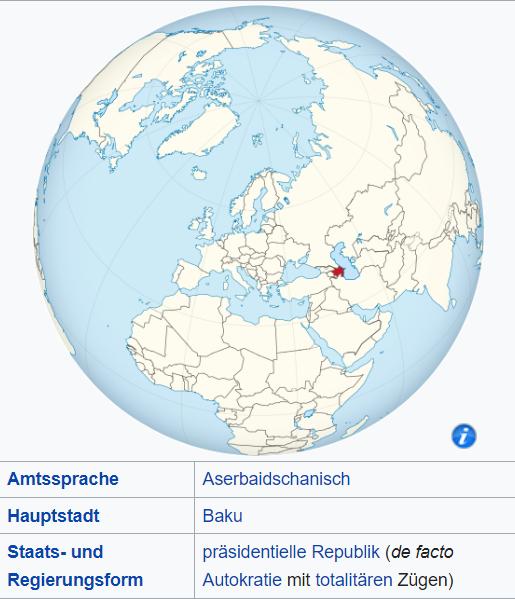 Amtssprache Aserbaidschanisch
Hauptstadt Baku
Staats- und präsidentielle Republik (de facto
Regierungsform Autokratie mit totalitären Zügen)